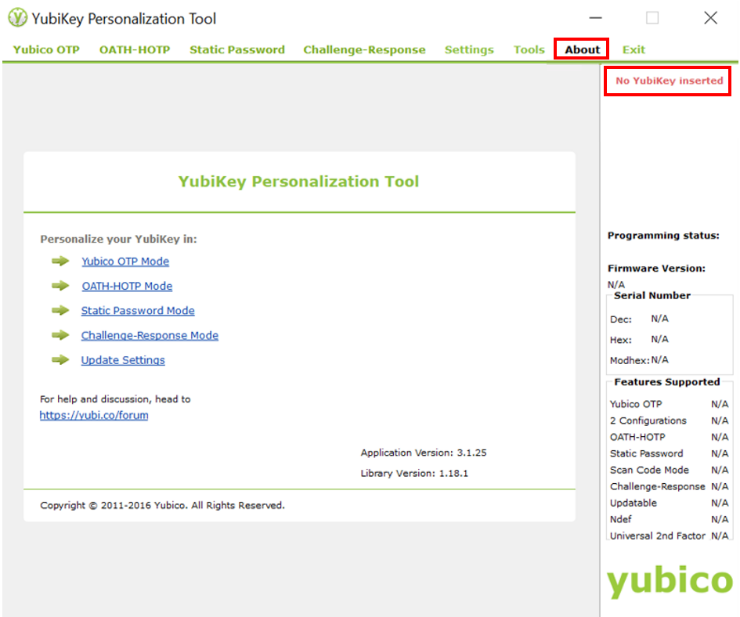 YubiKey Personalization Tool
Yubico OTP OATH-HOTP Static Password Challenge-Response Settings Tools About Exit
No YubiKey inserted
YubiKey Personalization Tool
Personalize your YubiKey in:
Yubico OTP Mode
OATH-HOTP Mode
Static Password Mode
Challenge-Response Mode
Update Settings
For help and discussion, head to
https://yubi.co/forum
Application Version: 3.1.25
Library Version: 1.18.1
Copyright © 2011-2016 Yubico. All Rights Reserved.
Programming status:
Firmware Version:
N/A
Serial Number
Dec: N/A
Hex: N/A
Modhex: N/A
Features Supported
Yubico OTP N/A
2 Configurations N/A
OATH-HOTP N/A
Static Password N/A
Scan Code Mode N/A
Challenge-Response N/A
Updatable N/A
Ndef N/A
Universal 2nd Factor N/A
yubico